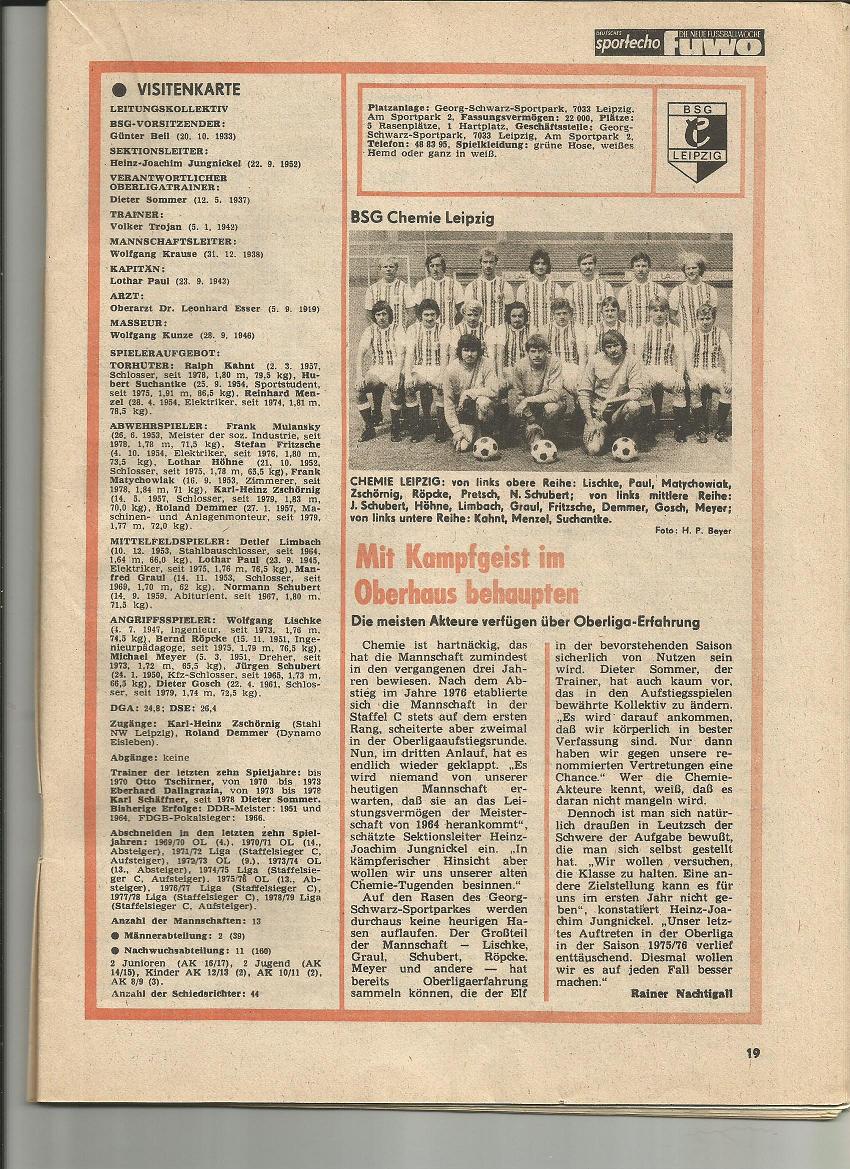 DEUTSCHES
sportecho
DIE NEUE FUSSBALLWOCHE
fuwo
● VISITENKARTE
LEITUNGSKOLLEKTIV
BSG-VORSITZENDER:
Günter Beil (20. 10. 1933)
SEKTIONSLEITER:
Heinz-Joachim Jungnickel (22. 9. 1952)
VERANTWORTLICHER
OBERLIGATRAINER:
Dieter Sommer (12. 5. 1937)
TRAINER:
Volker Trojan (5. 1. 1942)
MANNSCHAFTSLEITER:
Wolfgang Krause (31. 12. 1938)
KAPITÄN:
Lothar Paul (23. 9. 1943)
ARZT:
Oberarzt Dr. Leonhard Esser (5. 9. 1919)
MASSEUR:
Wolfgang Kunze (28. 9. 1946)
SPIELERAUFGEBOT:
TORHÜTER: Ralph Kahnt (2. 3. 1957,
Schlosser, seit 1978, 1,80 m, 79,5 kg), Hu-
bert Suchantke (25. 9. 1954, Sportstudent,
seit 1975, 1,91 m, 86,5 kg), Reinhard Men-
zel (28. 4. 1954, Elektriker, seit 1974, 1,81 m,
78,5 kg).
ABWEHRSPIELER: Frank Mulansky
(26. 6. 1953, Meister der soz. Industrie, seit
1978, 1,78 m, 71,5 kg), Stefan Fritzsche
(4. 10. 1954, Elektriker, seit 1976, 1,80 m,
73,5 kg), Lothar Höhne (21. 10. 1952,
Schlosser, seit 1975, 1,78 m, 65,5 kg), Frank
Matychowiak (16. 9. 1953, Zimmerer, seit
1978, 1,84 m, 71 kg), Karl-Heinz Zschörnig
(14. 5. 1957, Schlosser, seit 1979, 1,83 m,
70,0 kg), Roland Demmer (27. 1. 1957, Ma-
schinen- und Anlagenmonteur, seit 1979,
1,77 m, 72,0 kg).
MITTELFELDSPIELER: Detlef Limbach
(10. 12. 1953, Stahlbauschlosser, seit 1964,
1,64 m, 66,0 kg), Lothar Paul (23. 9. 1945,
Elektriker, seit 1975, 1,76 m, 76,5 kg), Man-
fred Graul (14. 11. 1953, Schlosser, seit
1969, 1,70 m, 62 kg), Normann Schubert
(14. 9. 1959, Abiturient, seit 1967, 1,80 m,
71,5 kg).
ANGRIFFSSPIELER: Wolfgang Lischke
(4. 7. 1947, Ingenieur, seit 1973, 1,76 m,
74,5 kg), Bernd Röpcke (15. 11. 1951, Inge-
nieurpädagoge, seit 1975, 1,79 m, 76,5 kg),
Michael Meyer (5. 3. 1951, Dreher, seit
1973, 1,72 m, 65,5 kg), Jürgen Schubert
(24. 1. 1950, Kfz-Schlosser, seit 1965, 1,73 m,
66,5 kg), Dieter Gosch (22. 4. 1961, Schlos-
ser, seit 1979, 1,74 m, 72,5 kg).
DGA: 24,8; DSE: 26,4
Zugänge: Karl-Heinz Zschörnig (Stahl
NW Leipzig), Roland Demmer (Dynamo
Eisleben).
Abgänge: keine
Trainer der letzten zehn Spieljahre: bis
1970 Otto Tschirner, von 1970 bis 1973
Eberhard Dallagrazia, von 1973 bis 1978
Karl Schäffner, seit 1978 Dieter Sommer.
Bisherige Erfolge: DDR-Meister: 1951 und
1964, FDGB-Pokalsieger: 1966.
Abschneiden in den letzten zehn Spiel-
jahren: 1969/70 OL (4.), 1970/71 OL (14.,
Absteiger), 1971/72 Liga (Staffelsieger C,
Aufsteiger), 1972/73 OL (9.), 1973/74 OL
(13., Absteiger), 1974/75 Liga (Staffelsie-
ger C, Aufsteiger), 1975/76 OL (13., Ab-
steiger), 1976/77 Liga (Staffelsieger C),
1977/78 Liga (Staffelsieger C), 1978/79 Liga
(Staffelsieger C, Aufsteiger).
Anzahl der Mannschaften: 13
● Männerabteilung: 2 (39)
● Nachwuchsabteilung: 11 (160)
2 Junioren (AK 16/17), 2 Jugend (AK
14/15), Kinder AK 12/13 (2), AK 10/11 (2),
AK 8/9 (3).
Anzahl der Schiedsrichter: 44
Platzanlage: Georg-Schwarz-Sportpark, 7033 Leipzig,
Am Sportpark 2, Fassungsvermögen: 22 000, Plätze:
5 Rasenplätze, 1 Hartplatz, Geschäftsstelle: Georg-
Schwarz-Sportpark, 7033 Leipzig, Am Sportpark 2,
Telefon: 48 83 95, Spielkleidung: grüne Hose, weißes
Hemd oder ganz in weiß.
BSG
LEIPZIG
BSG Chemie Leipzig
CHEMIE LEIPZIG: von links obere Reihe: Lischke, Paul, Matychowiak,
Zschörnig, Röpcke, Pretsch, N. Schubert; von links mittlere Reihe:
J. Schubert, Höhne, Limbach, Graul, Fritzsche, Demmer, Gosch, Meyer;
von links untere Reihe: Kahnt, Menzel, Suchantke.
Foto: H. P. Beyer
Mit Kampfgeist im
Oberhaus behaupten
Die meisten Akteure verfügen über Oberliga-Erfahrung
Chemie ist hartnäckig, das
hat die Mannschaft zumindest
in den vergangenen drei Jah-
ren bewiesen. Nach dem Ab-
stieg im Jahre 1976 etablierte
sich die Mannschaft in der
Staffel C stets auf dem ersten
Rang, scheiterte aber zweimal
in der Oberligaaufstiegsrunde.
Nun, im dritten Anlauf, hat es
endlich wieder geklappt. „Es
wird niemand von unserer
heutigen Mannschaft er-
warten, daß sie an das Lei-
stungsvermögen der Meister-
schaft von 1964 herankommt“,
schätzte Sektionsleiter Heinz-
Joachim Jungnickel ein. „In
kämpferischer Hinsicht aber
wollen wir uns unserer alten
Chemie-Tugenden besinnen.“
Auf den Rasen des Georg-
Schwarz-Sportparkes werden
durchaus keine heurigen Ha-
sen auflaufen. Der Großteil
der Mannschaft – Lischke,
Graul, Schubert, Röpcke,
Meyer und andere – hat
bereits Oberligaerfahrung
sammeln können, die der Elf
in der bevorstehenden Saison
sicherlich von Nutzen sein
wird. Dieter Sommer, der
Trainer, hat auch kaum vor,
das in den Aufstiegsspielen
bewährte Kollektiv zu ändern.
„Es wird darauf ankommen,
daß wir körperlich in bester
Verfassung sind. Nur dann
haben wir gegen unsere re-
nommierten Vertretungen eine
Chance.“ Wer die Chemie-
Akteure kennt, weiß, daß es
daran nicht mangeln wird.
Dennoch ist man sich natür-
lich draußen in Leutzsch der
Schwere der Aufgabe bewußt,
die man sich selbst gestellt
hat. „Wir wollen versuchen,
die Klasse zu halten. Eine an-
dere Zielstellung kann es für
uns im ersten Jahr nicht ge-
ben“, konstatiert Heinz-Joa-
chim Jungnickel. „Unser letz-
tes Auftreten in der Oberliga
in der Saison 1975/76 verlief
enttäuschend. Diesmal wollen
wir es auf jeden Fall besser
machen.“
Rainer Nachtigall
19